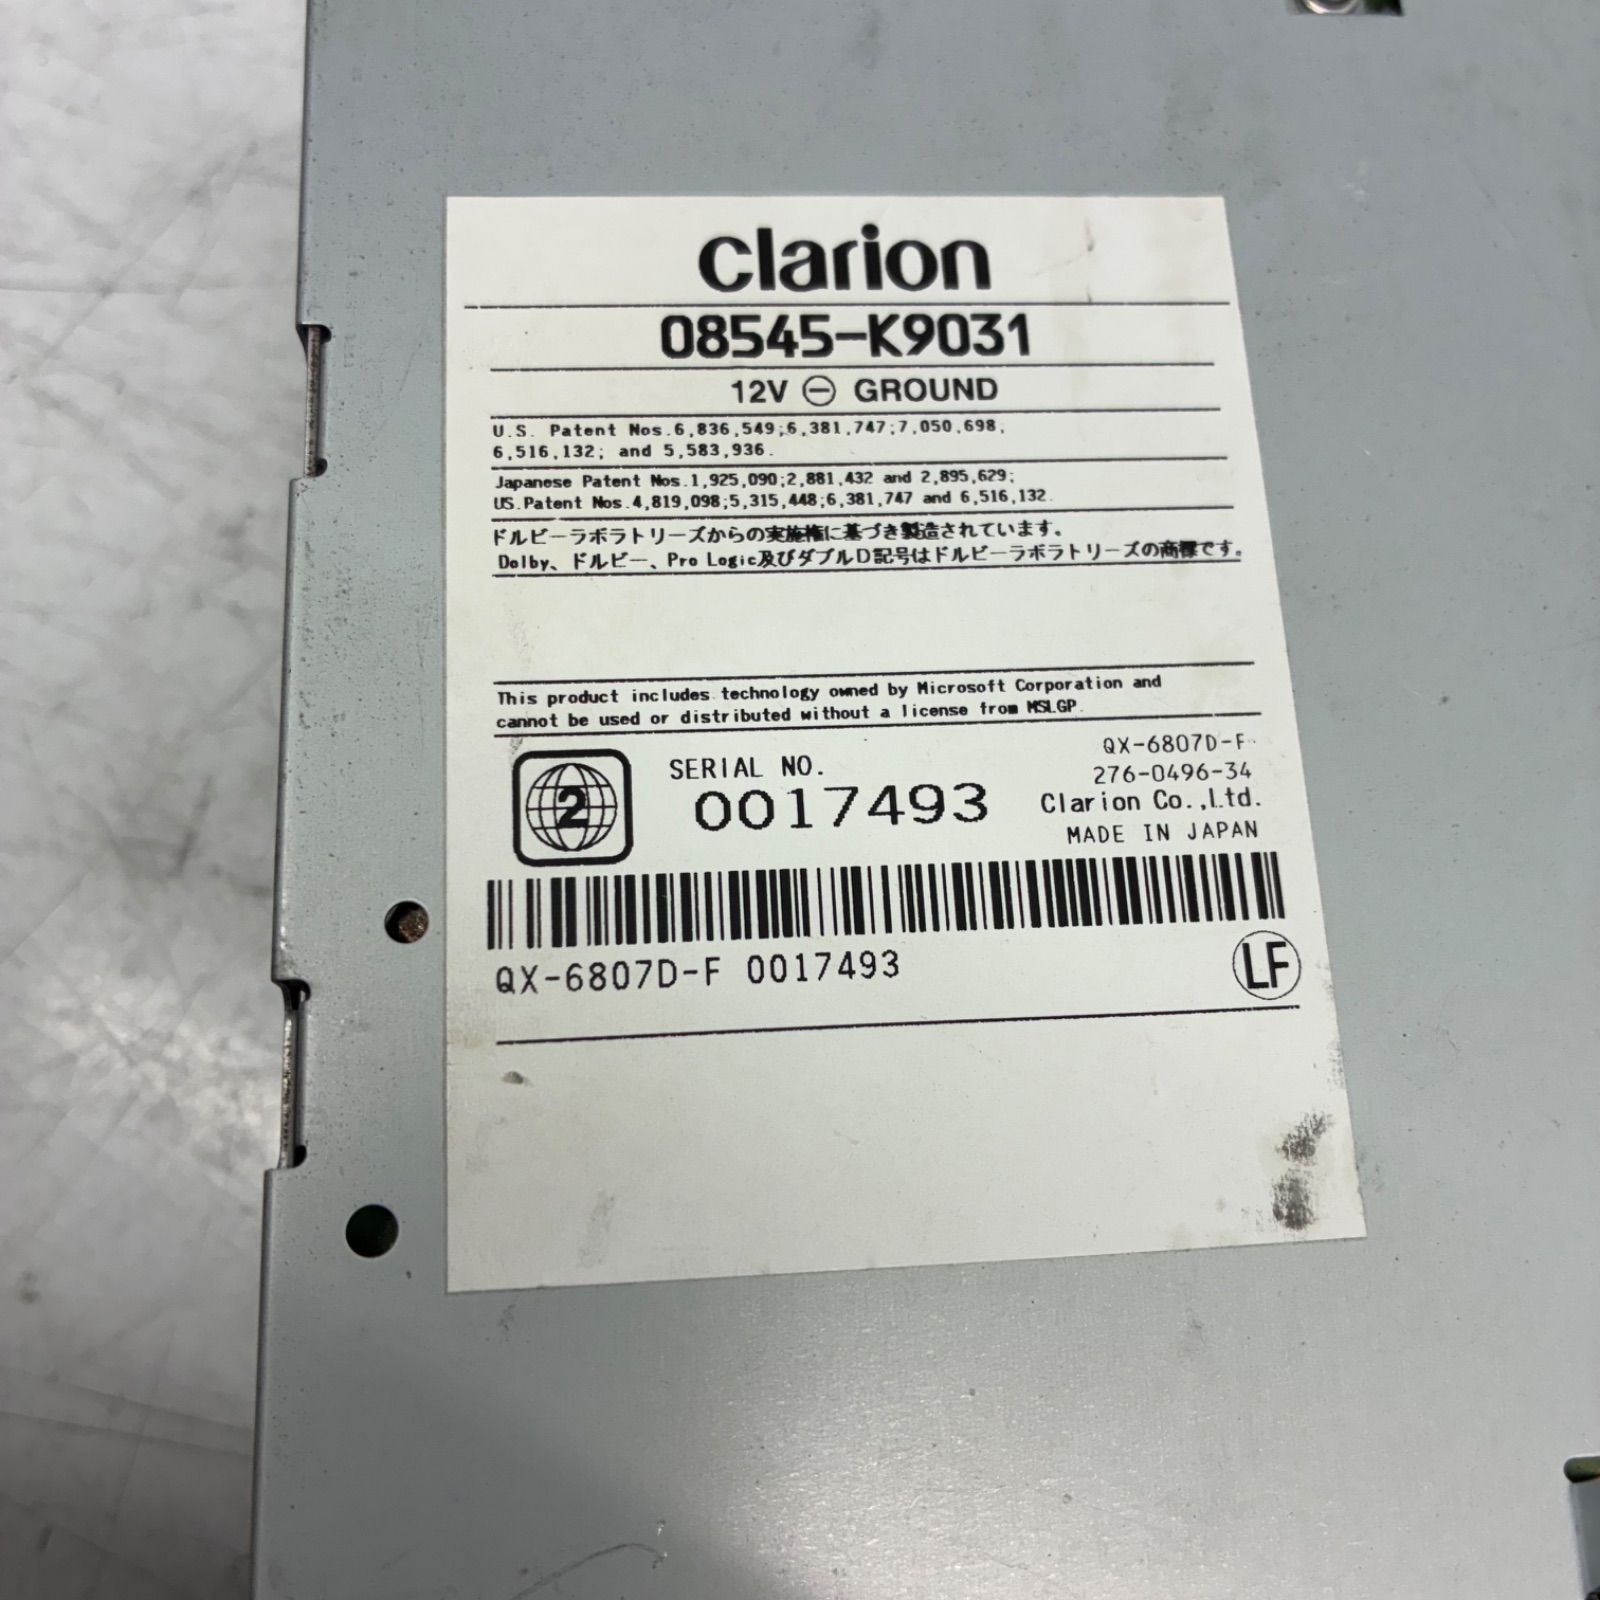 Clarion
08545-K9031
12V ⊖ GROUND
U.S. Patent Nos.6,836,549;6,381,747;7,050,698;
6,516,132; and 5,583,936.
Japanese Patent Nos.1,925,090;2,881,432 and 2,895,629;
US.Patent Nos.4,819,098;5,315,448;6,381,747 and 6,516,132.
ドルビーラボラトリーズからの実施権に基づき製造されています。
Dolby、ドルビー、Pro Logic及びダブルD記号はドルビーラボラトリーズの商標です。
This product includes technology owned by Microsoft Corporation and
cannot be used or distributed without a license from MSLGP.
2
SERIAL NO.
0017493
QX-6807D-F
276-0496-34
Clarion Co.,Ltd.
MADE IN JAPAN
QX-6807D-F 0017493
LF